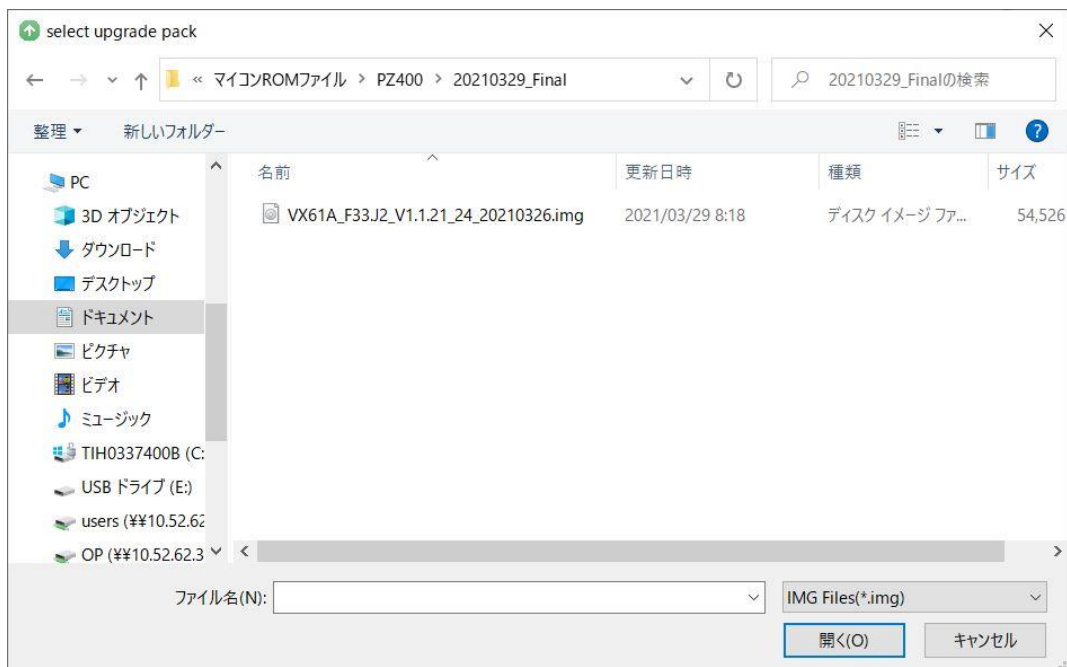 select upgrade pack
« マイコンROMファイル > PZ400 > 20210329_Final
20210329_Finalの検索
整理
新しいフォルダー
名前 更新日時 種類 サイズ
VX61A_F33.J2_V1.1.21_24_20210326.img 2021/03/29 8:18 ディスク イメージ ファ... 54,526
PC
3D オブジェクト
ダウンロード
デスクトップ
ドキュメント
ピクチャ
ビデオ
ミュージック
TIH0337400B (C:
USB ドライブ (E:)
users (¥¥10.52.62
OP (¥¥10.52.62.3
ファイル名(N):
IMG Files(*.img)
開く(O)
キャンセル